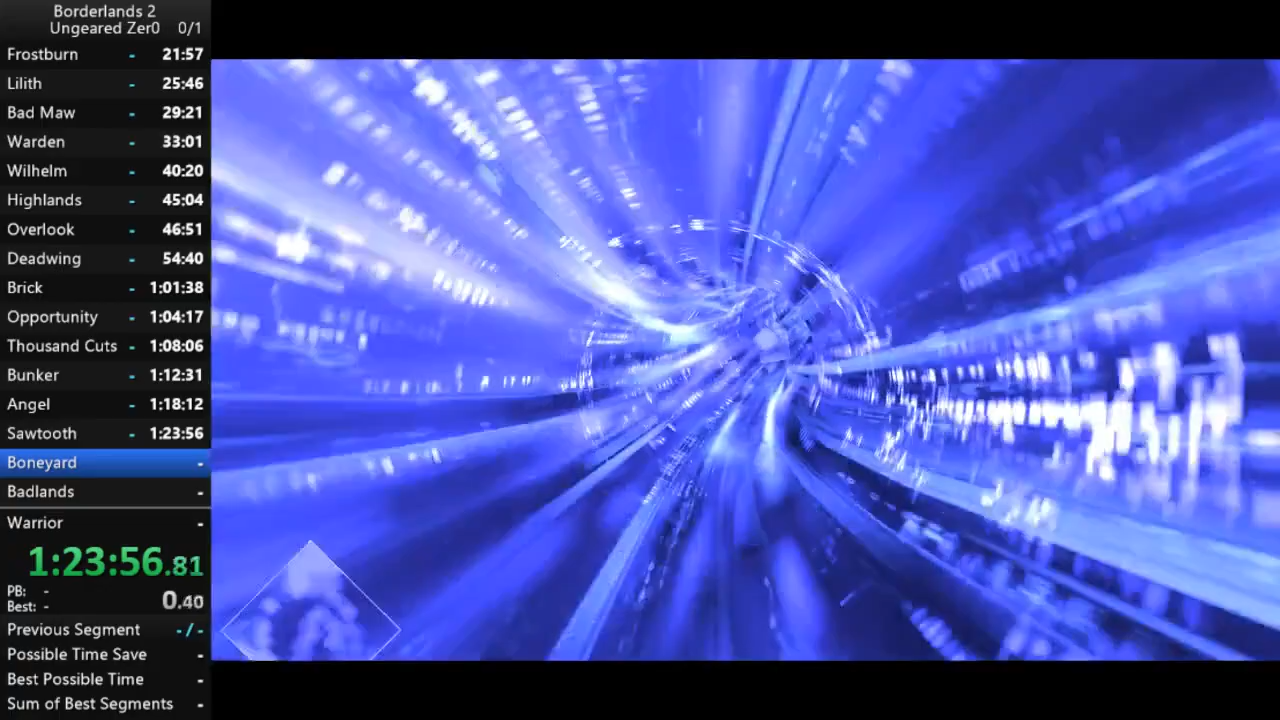 Borderlands 2
Ungeared Zer0 0/1
Frostburn - 21:57
Lilith - 25:46
Bad Maw - 29:21
Warden - 33:01
Wilhelm - 40:20
Highlands - 45:04
Overlook - 46:51
Deadwing - 54:40
Brick - 1:01:38
Opportunity - 1:04:17
Thousand Cuts - 1:08:06
Bunker - 1:12:31
Angel - 1:18:12
Sawtooth - 1:23:56
Boneyard -
Badlands -
Warrior -
1:23:56.81
PB: -
Best: - 0.40
Previous Segment - / -
Possible Time Save -
Best Possible Time -
Sum of Best Segments -